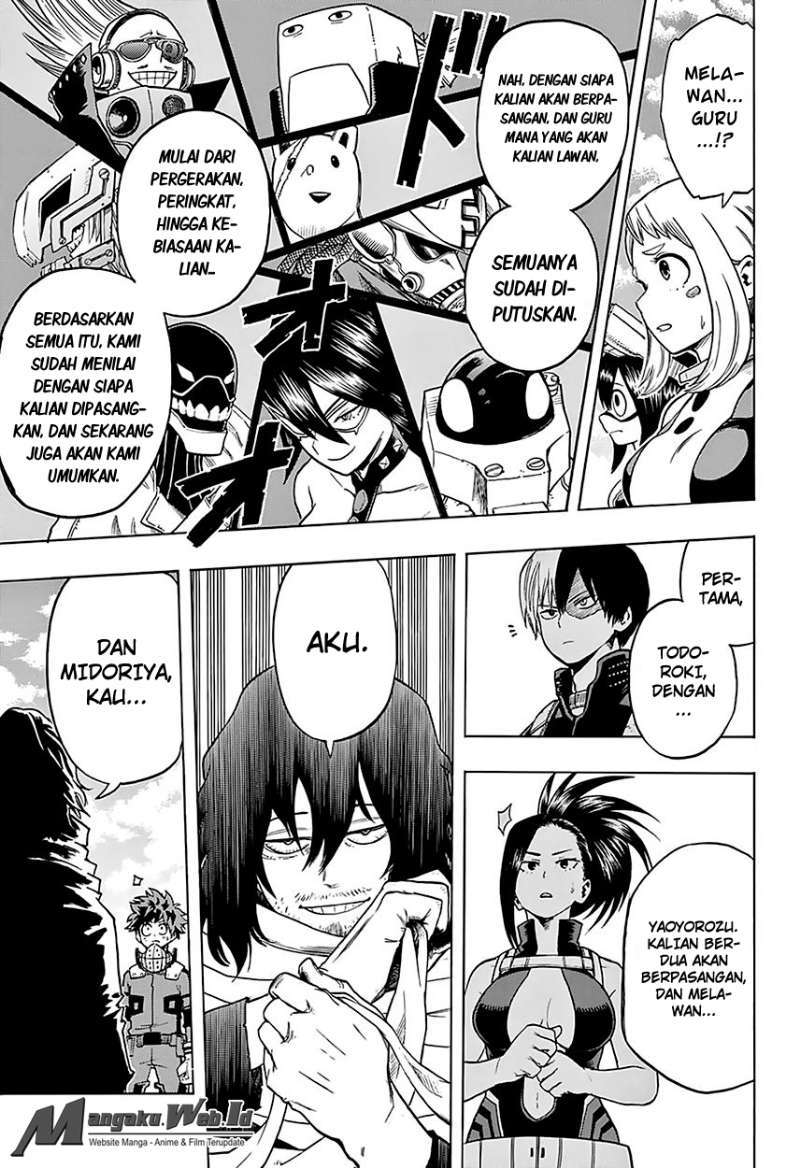 MELA-
WAN...
GURU
...!?
NAH, DENGAN SIAPA
KALIAN AKAN BERPA-
SANGAN, DAN GURU
MANA YANG AKAN
KALIAN LAWAN,
SEMUANYA
SUDAH DI-
PUTUSKAN.
MULAI DARI
PERGERAKAN,
PERINGKAT,
HINGGA KE-
BIASAAN KA-
LIAN...
BERDASARKAN
SEMUA ITU, KAMI
SUDAH MENILAI
DENGAN SIAPA
KALIAN DIPASANG-
KAN, DAN SEKARANG
JUGA AKAN KAMI
UMUMKAN.
ドド
PER-
TAMA,
TODO-
ROKI,
DENGAN
...
YAOYOROZU.
KALIAN BER-
DUA AKAN
BERPASANGAN,
DAN MELA-
WAN...
AKU.
DAN
MIDORIYA,
KAU...
Mangaku.Web.Id
Website Manga - Anime & Film Terupdate